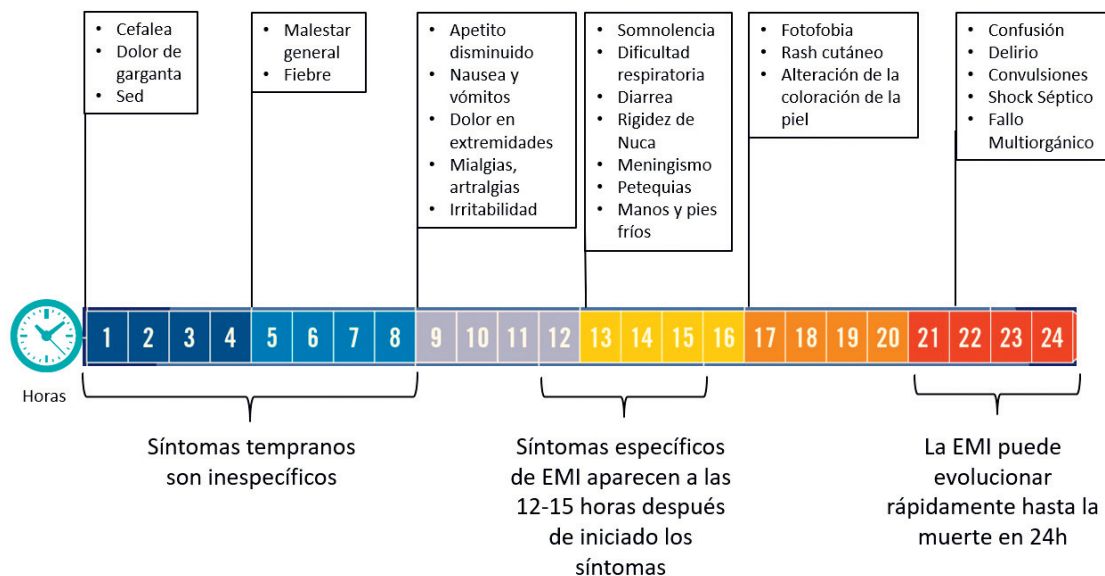 • Cefalea
• Dolor de
garganta
• Sed
• Malestar
general
• Fiebre
• Apetito
disminuido
• Nausea y
vómitos
• Dolor en
extremidades
• Mialgias,
artralgias
• Irritabilidad
• Somnolencia
• Dificultad
respiratoria
• Diarrea
• Rigidez de
Nuca
• Meningismo
• Petequias
• Manos y pies
fríos
• Fotofobia
• Rash cutáneo
• Alteración de la
coloración de la
piel
• Confusión
• Delirio
• Convulsiones
• Shock Séptico
• Fallo
Multiorgánico
1 2 3 4 5 6 7 8 9 10 11 12 13 14 15 16 17 18 19 20 21 22 23 24
Horas
Síntomas tempranos
son inespecíficos
Síntomas específicos
de EMI aparecen a las
12-15 horas después
de iniciado los
síntomas
La EMI puede
evolucionar
rápidamente hasta la
muerte en 24h